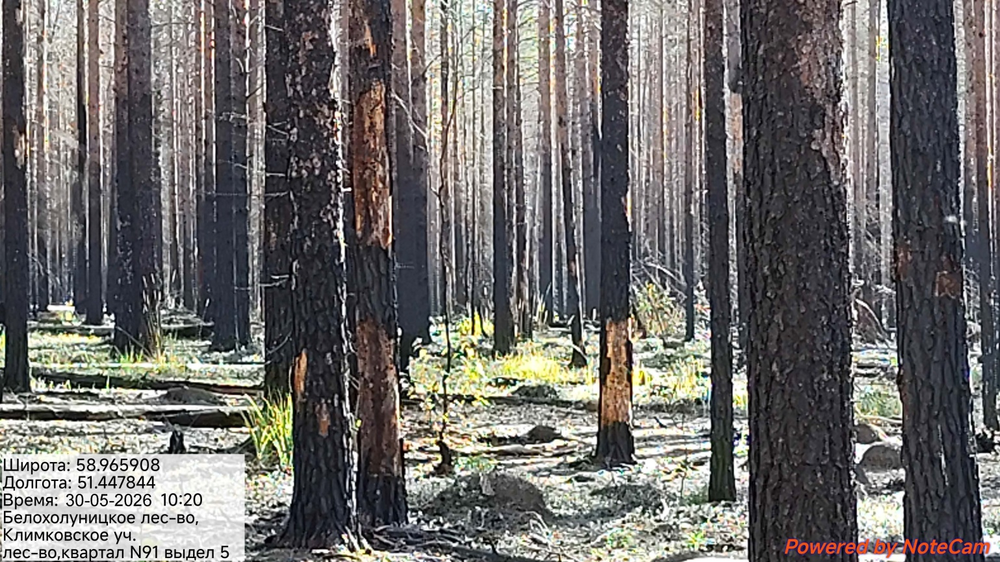 Широта: 58.965908
Долгота: 51.447844
Время: 30-05-2026 10:20
Белохолуницкое лес-во,
Климковское уч.
лес-во,квартал N91 выдел 5
Powered by NoteCam